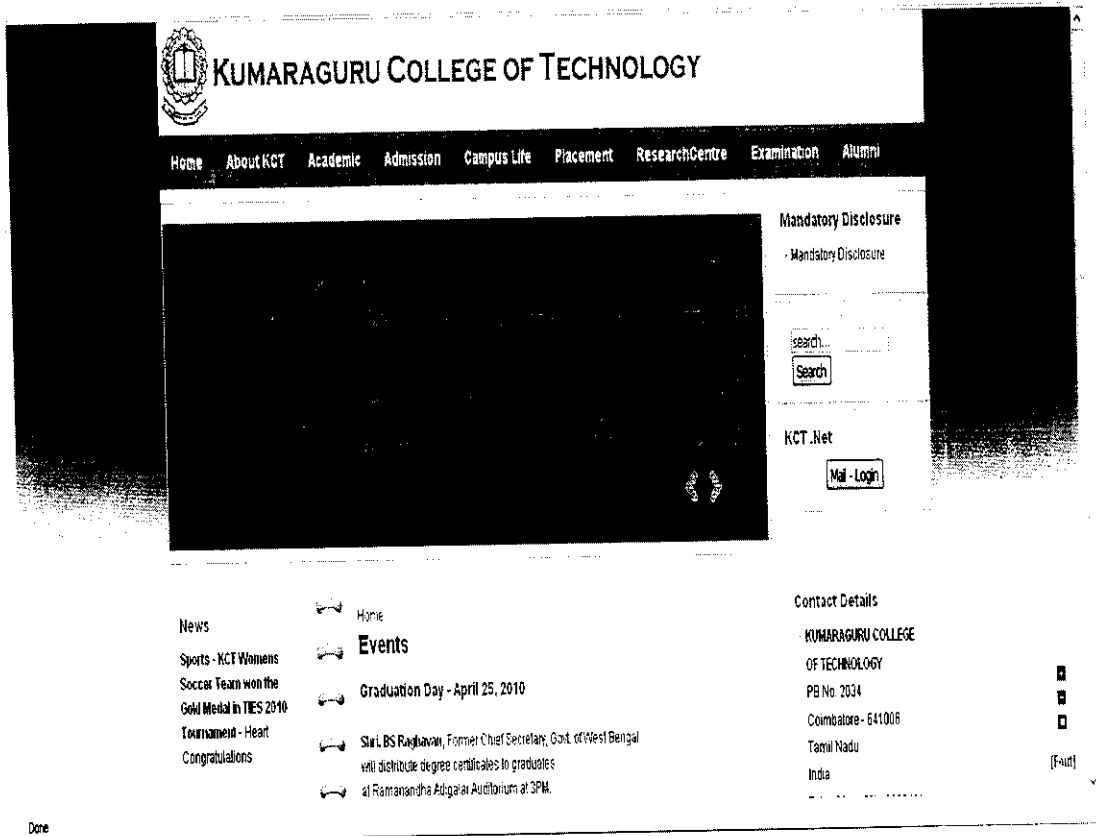 KUMARAGURU COLLEGE OF TECHNOLOGY
Home About KCT Academic Admission Campus Life Placement ResearchCentre Examination Alumni
Mandatory Disclosure
- Mandatory Disclosure
search...
Search
KCT .Net
Mail - Login
News
Sports - KCT Womens
Soccer Team won the
Gold Medal in TIES 2010
Tournament - Heart
Congratulations
Home
Events
Graduation Day - April 25, 2010
Shri. BS Raghavan, Former Chief Secretary, Govt. of West Bengal
will distribute degree certificates to graduates
at Ramanandha Adigalar Auditorium at 3PM.
Contact Details
- KUMARAGURU COLLEGE
OF TECHNOLOGY
PB No. 2034
Coimbatore - 641006
Tamil Nadu
India
Done